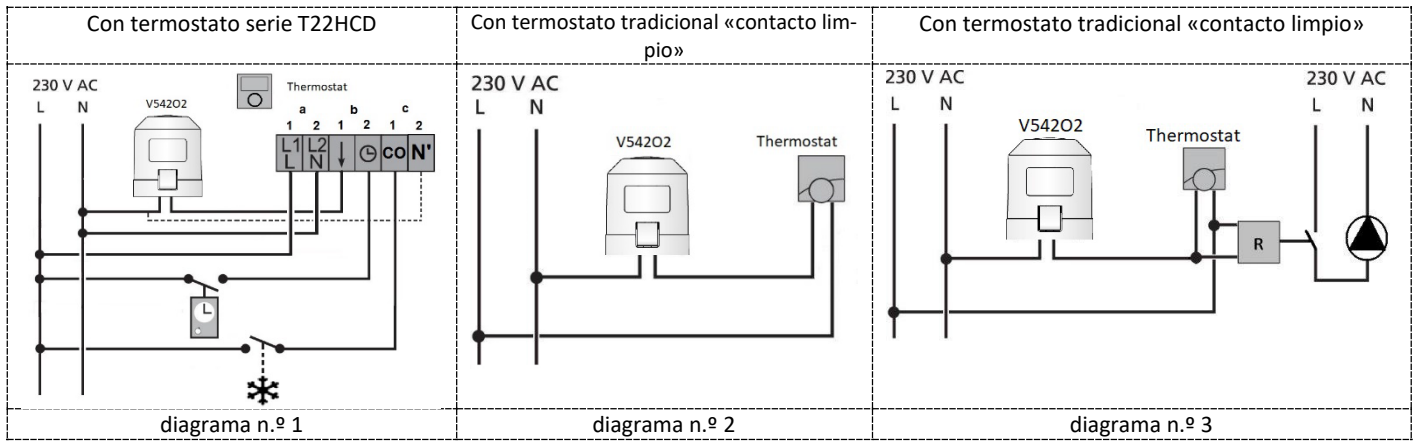 Con termostato serie T22HCD
Con termostato tradicional «contacto lim-
pio»
Con termostato tradicional «contacto limpio»
230 V AC
L N
V542O2
Thermostat
a b c
1 2 1 2 1 2
L1 L2
L N ↓ CO N'
diagrama n.º 1
230 V AC
L N
V542O2
Thermostat
diagrama n.º 2
230 V AC
L N
V542O2
Thermostat
R
230 V AC
L N
diagrama n.º 3